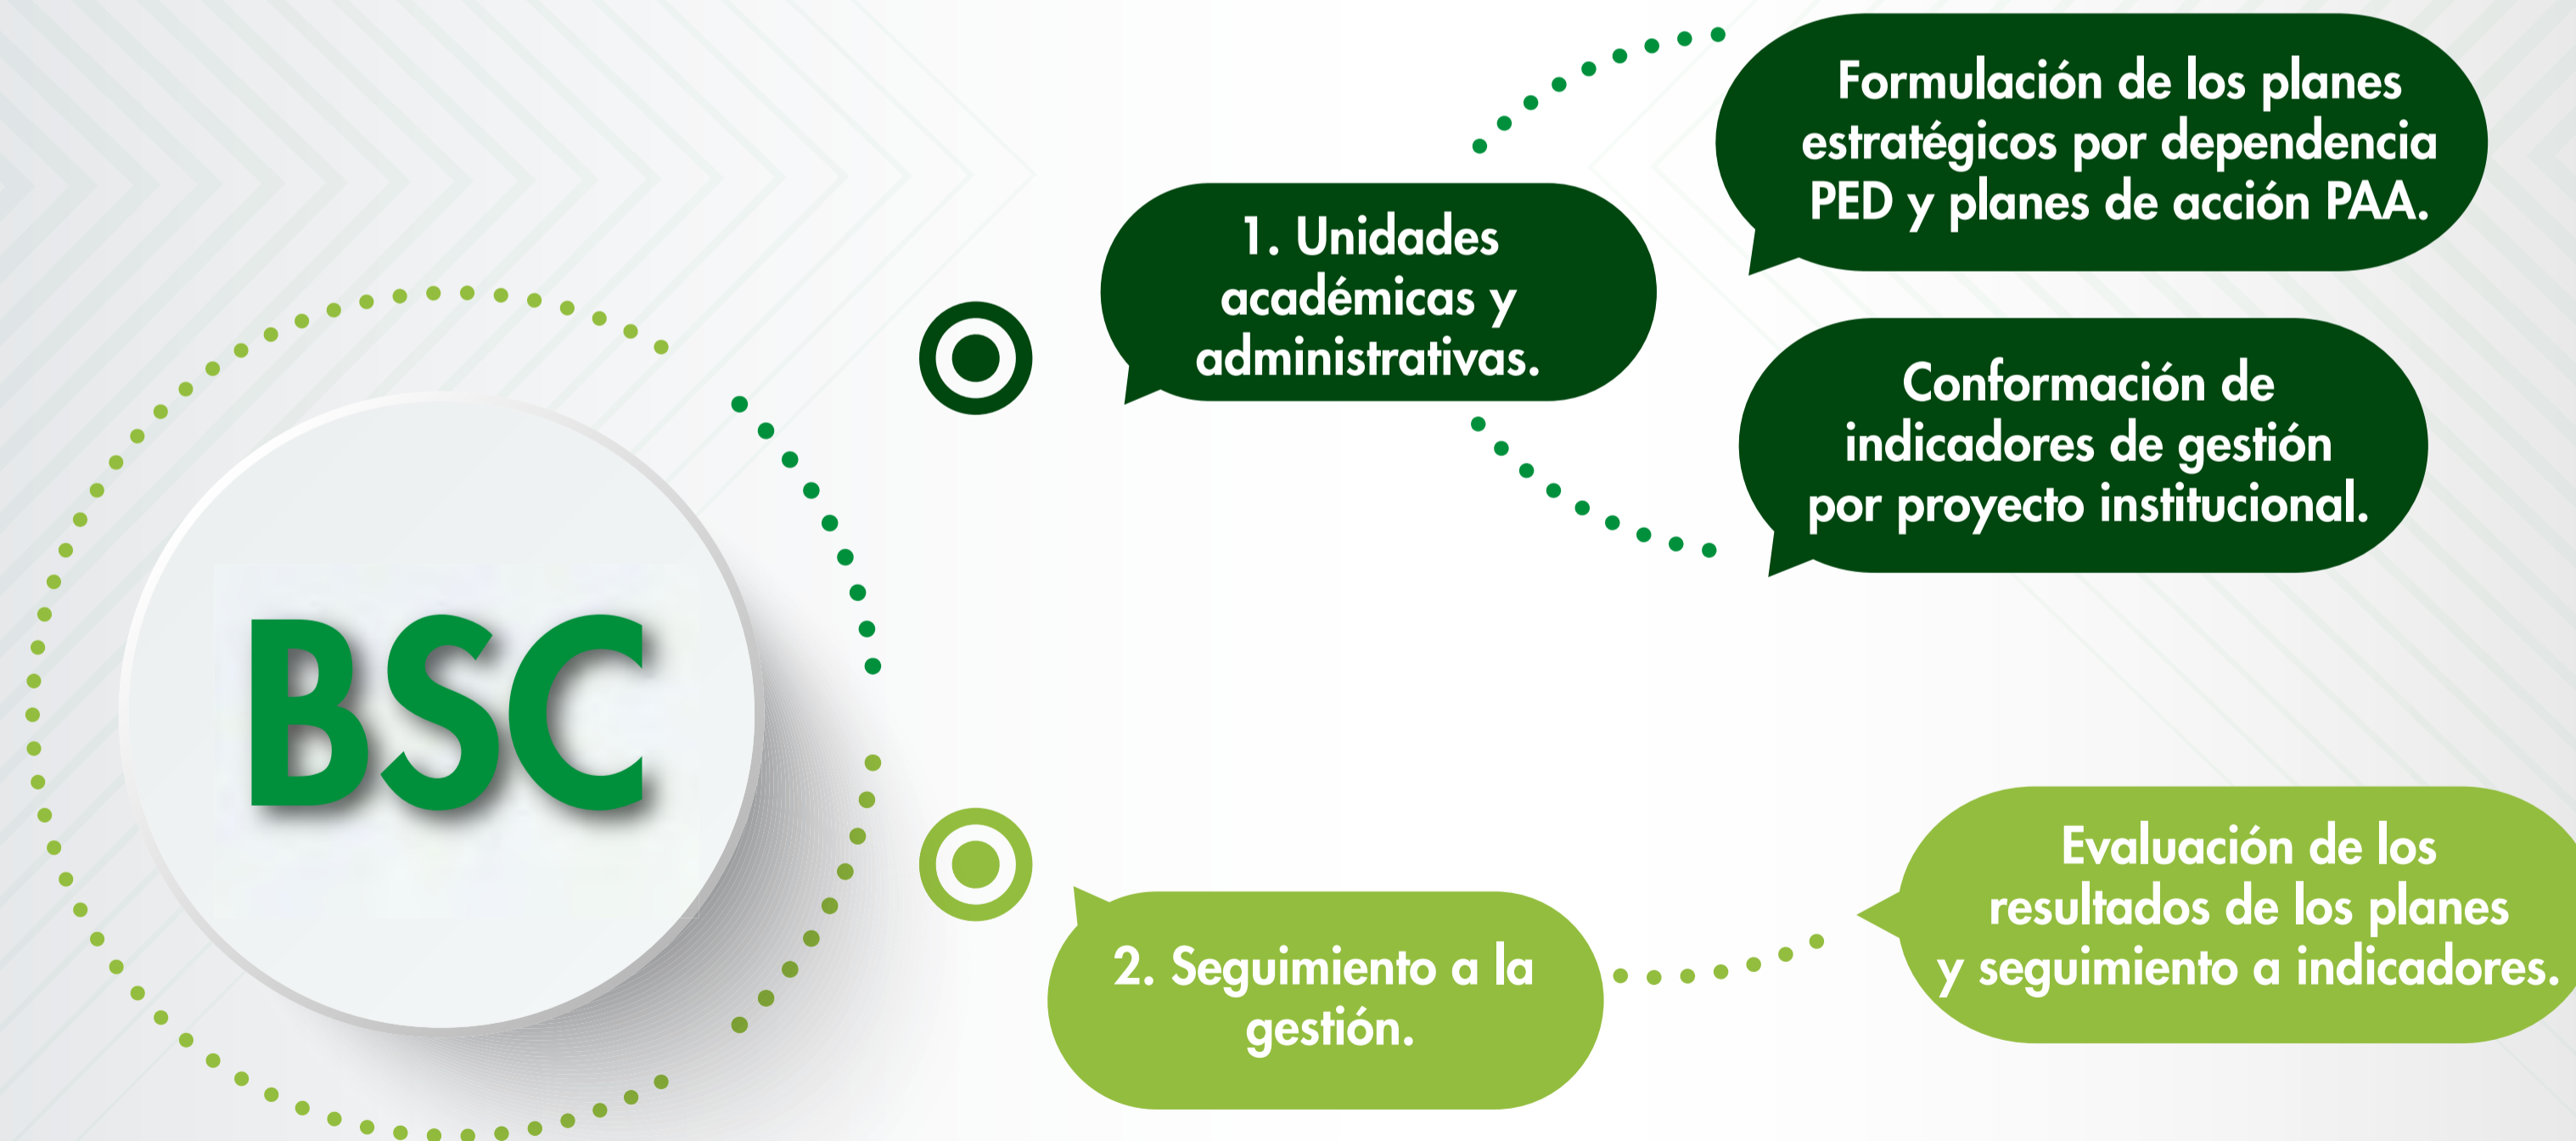 BSC
1. Unidades
académicas y
administrativas.
Formulación de los planes
estratégicos por dependencia
PED y planes de acción PAA.
Conformación de
indicadores de gestión
por proyecto institucional.
2. Seguimiento a la
gestión.
Evaluación de los
resultados de los planes
y seguimiento a indicadores.